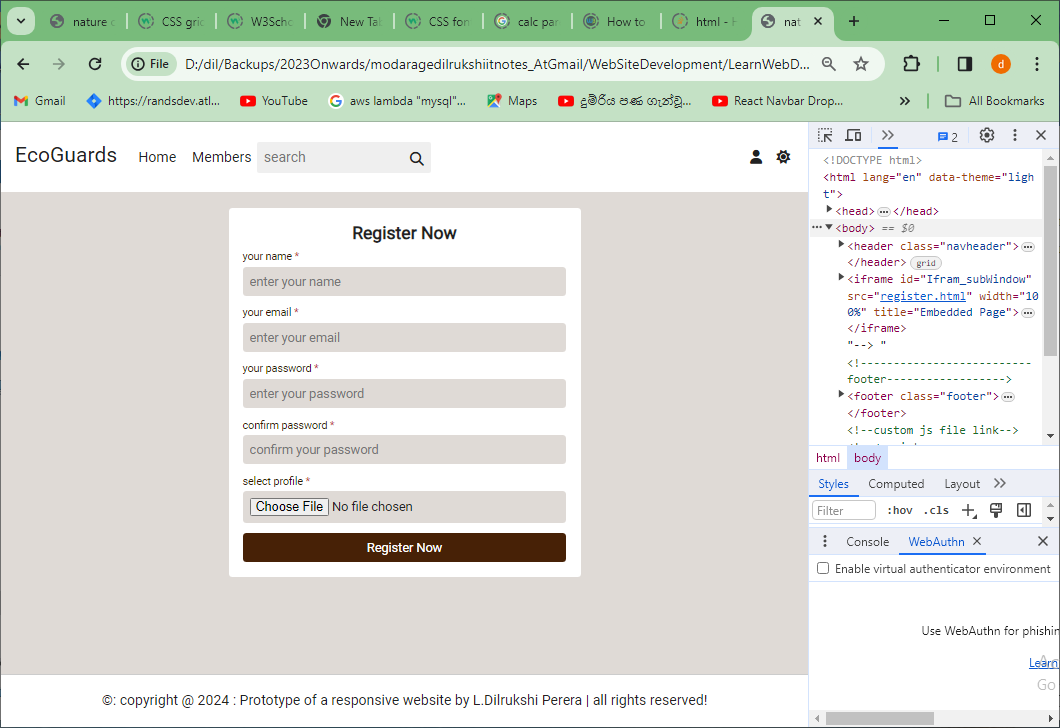 nature c
CSS gri
W3Scho
New Tab
CSS fon
calc par
How to
html - H
nat
File
D:/dil/Backups/2023Onwards/modaragedilrukshiitnotes_AtGmail/WebSiteDevelopment/LearnWebD...
d
Gmail
https://randsdev.atl...
YouTube
aws lambda "mysql"...
Maps
දුම්රිය පණ ගැන්වූ...
React Navbar Drop...
All Bookmarks
EcoGuards
Home
Members
search
Register Now
your name *
enter your name
your email *
enter your email
your password *
enter your password
confirm password *
confirm your password
select profile *
Choose File No file chosen
Register Now
©: copyright @ 2024 : Prototype of a responsive website by L.Dilrukshi Perera | all rights reserved!
2
<!DOCTYPE html>
<html lang="en" data-theme="ligh
t">
<head> </head>
<body> == $0
<header class="navheader">
</header> grid
<iframe id="Ifram_subWindow"
src="register.html" width="10
0%" title="Embedded Page">
</iframe>
"--> "
<!--------------------------
footer------------------>
<footer class="footer">
</footer>
<!--custom js file link-->
html body
Styles Computed Layout
Filter :hov .cls
Console WebAuthn
Enable virtual authenticator environment
Use WebAuthn for phishin
Learn
Go